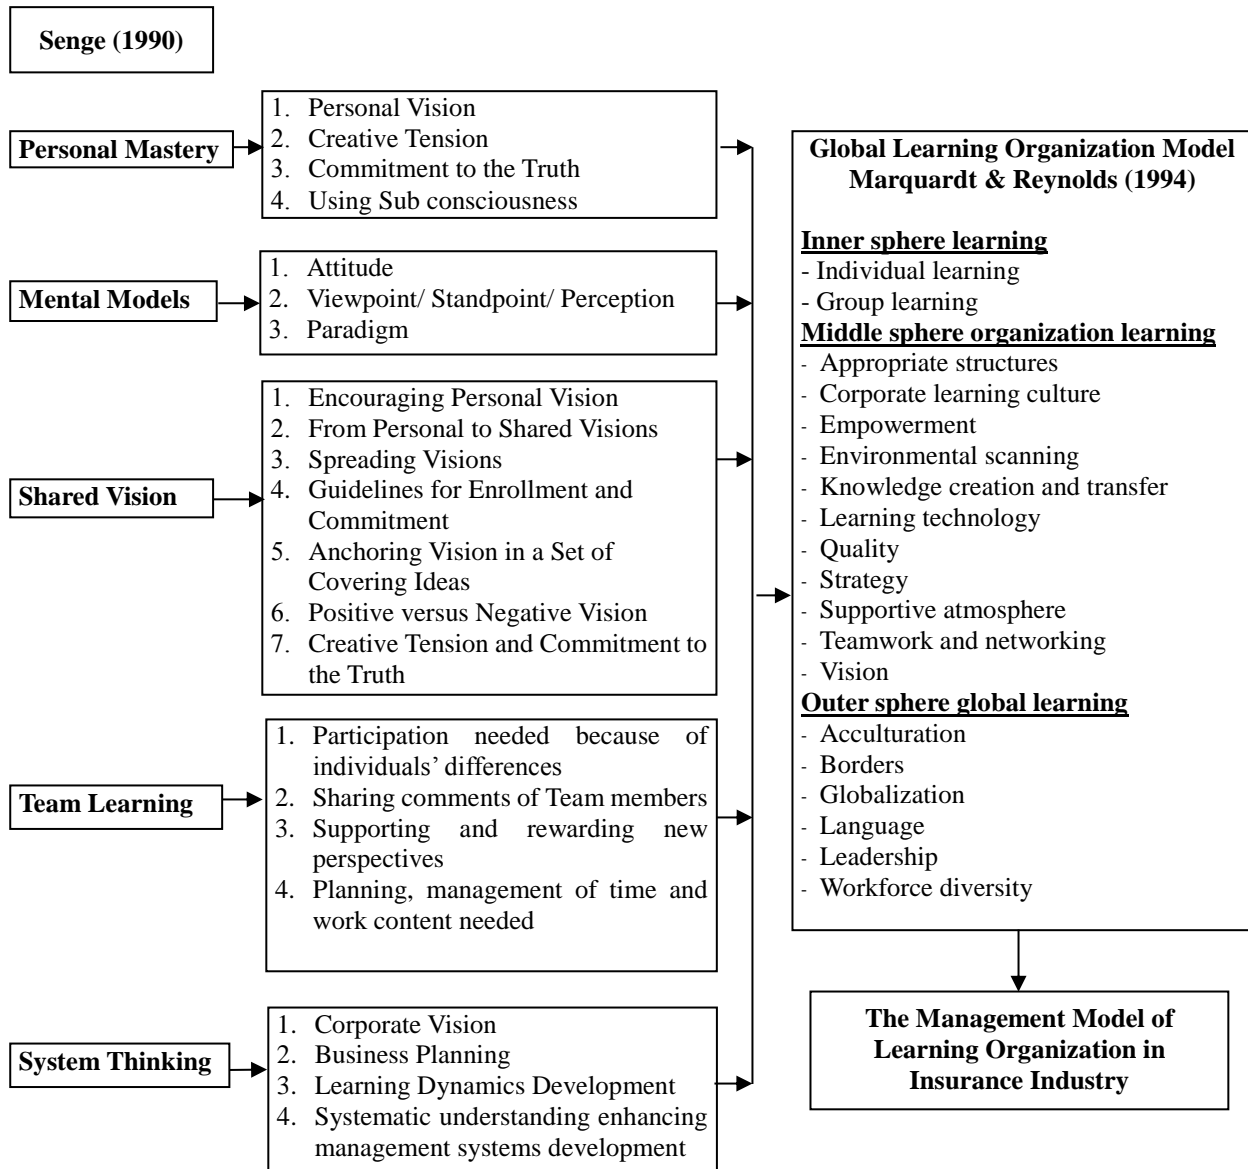 Senge (1990)
Personal Mastery
1. Personal Vision
2. Creative Tension
3. Commitment to the Truth
4. Using Sub consciousness
Mental Models
1. Attitude
2. Viewpoint/ Standpoint/ Perception
3. Paradigm
Shared Vision
1. Encouraging Personal Vision
2. From Personal to Shared Visions
3. Spreading Visions
4. Guidelines for Enrollment and
Commitment
5. Anchoring Vision in a Set of
Covering Ideas
6. Positive versus Negative Vision
7. Creative Tension and Commitment to
the Truth
Team Learning
1. Participation needed because of
individuals’ differences
2. Sharing comments of Team members
3. Supporting and rewarding new
perspectives
4. Planning, management of time and
work content needed
System Thinking
1. Corporate Vision
2. Business Planning
3. Learning Dynamics Development
4. Systematic understanding enhancing
management systems development
Global Learning Organization Model
Marquardt & Reynolds (1994)
Inner sphere learning
- Individual learning
- Group learning
Middle sphere organization learning
- Appropriate structures
- Corporate learning culture
- Empowerment
- Environmental scanning
- Knowledge creation and transfer
- Learning technology
- Quality
- Strategy
- Supportive atmosphere
- Teamwork and networking
- Vision
Outer sphere global learning
- Acculturation
- Borders
- Globalization
- Language
- Leadership
- Workforce diversity
The Management Model of
Learning Organization in
Insurance Industry